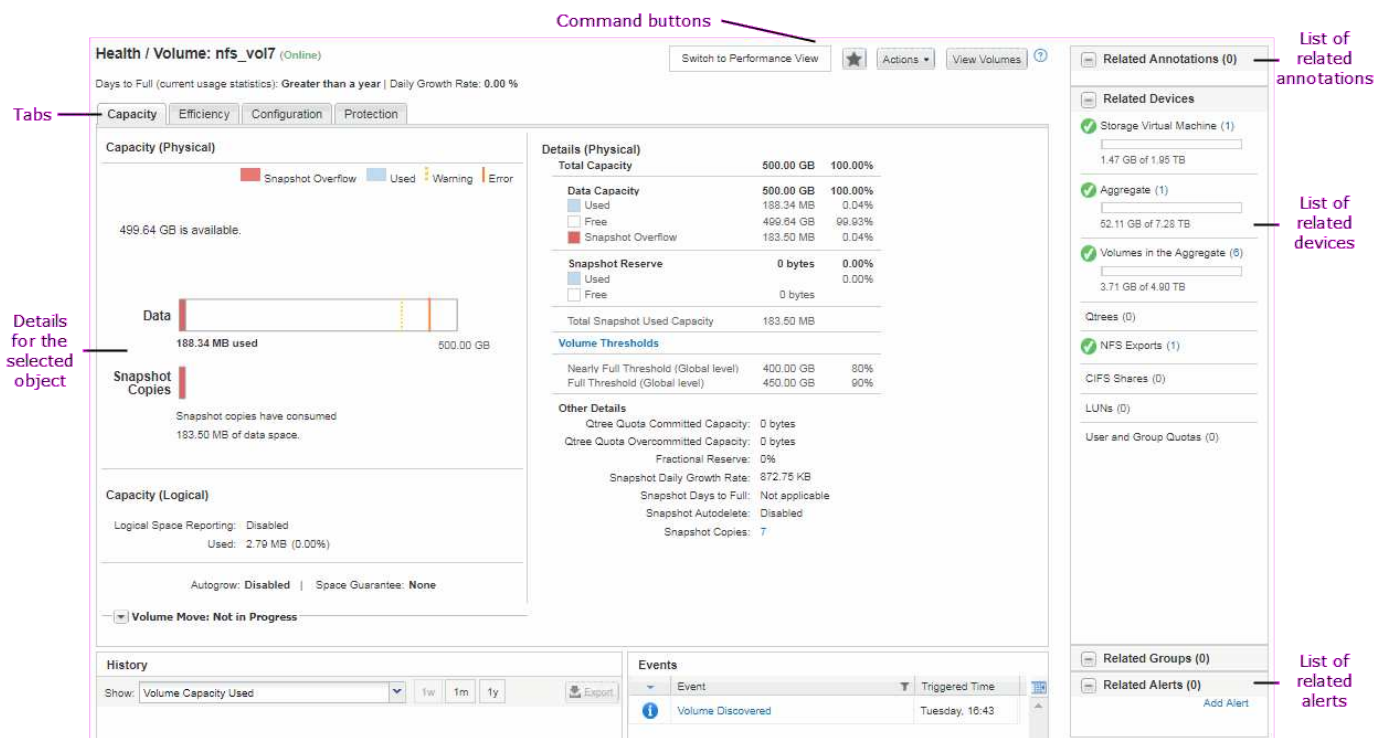 Command buttons
Health / Volume: nfs_vol7 (Online)
Switch to Performance View
Actions
View Volumes
?
Days to Full (current usage statistics): Greater than a year | Daily Growth Rate: 0.00 %
Tabs
Capacity Efficiency Configuration Protection
Capacity (Physical)
Snapshot Overflow Used Warning Error
499.64 GB is available.
Data
188.34 MB used 500.00 GB
Snapshot
Copies
Snapshot copies have consumed
183.50 MB of data space.
Details
for the
selected
object
Capacity (Logical)
Logical Space Reporting: Disabled
Used: 2.79 MB (0.00%)
Autogrow: Disabled | Space Guarantee: None
Volume Move: Not in Progress
Details (Physical)
Total Capacity 500.00 GB 100.00%
Data Capacity 500.00 GB 100.00%
Used 188.34 MB 0.04%
Free 499.64 GB 99.93%
Snapshot Overflow 183.50 MB 0.04%
Snapshot Reserve 0 bytes 0.00%
Used 0.00%
Free 0 bytes
Total Snapshot Used Capacity 183.50 MB
Volume Thresholds
Nearly Full Threshold (Global level) 400.00 GB 80%
Full Threshold (Global level) 450.00 GB 90%
Other Details
Qtree Quota Committed Capacity: 0 bytes
Qtree Quota Overcommitted Capacity: 0 bytes
Fractional Reserve: 0%
Snapshot Daily Growth Rate: 872.75 KB
Snapshot Days to Full: Not applicable
Snapshot Autodelete: Disabled
Snapshot Copies: 7
Related Annotations (0)
List of
related
annotations
Related Devices
Storage Virtual Machine (1)
1.47 GB of 1.95 TB
Aggregate (1)
52.11 GB of 7.28 TB
List of
related
devices
Volumes in the Aggregate (6)
3.71 GB of 4.90 TB
Qtrees (0)
NFS Exports (1)
CIFS Shares (0)
LUNs (0)
User and Group Quotas (0)
Related Groups (0)
Related Alerts (0)
Add Alert
List of
related
alerts
History
Show: Volume Capacity Used 1w 1m 1y Export
Events
Event Triggered Time
Volume Discovered Tuesday, 16:43